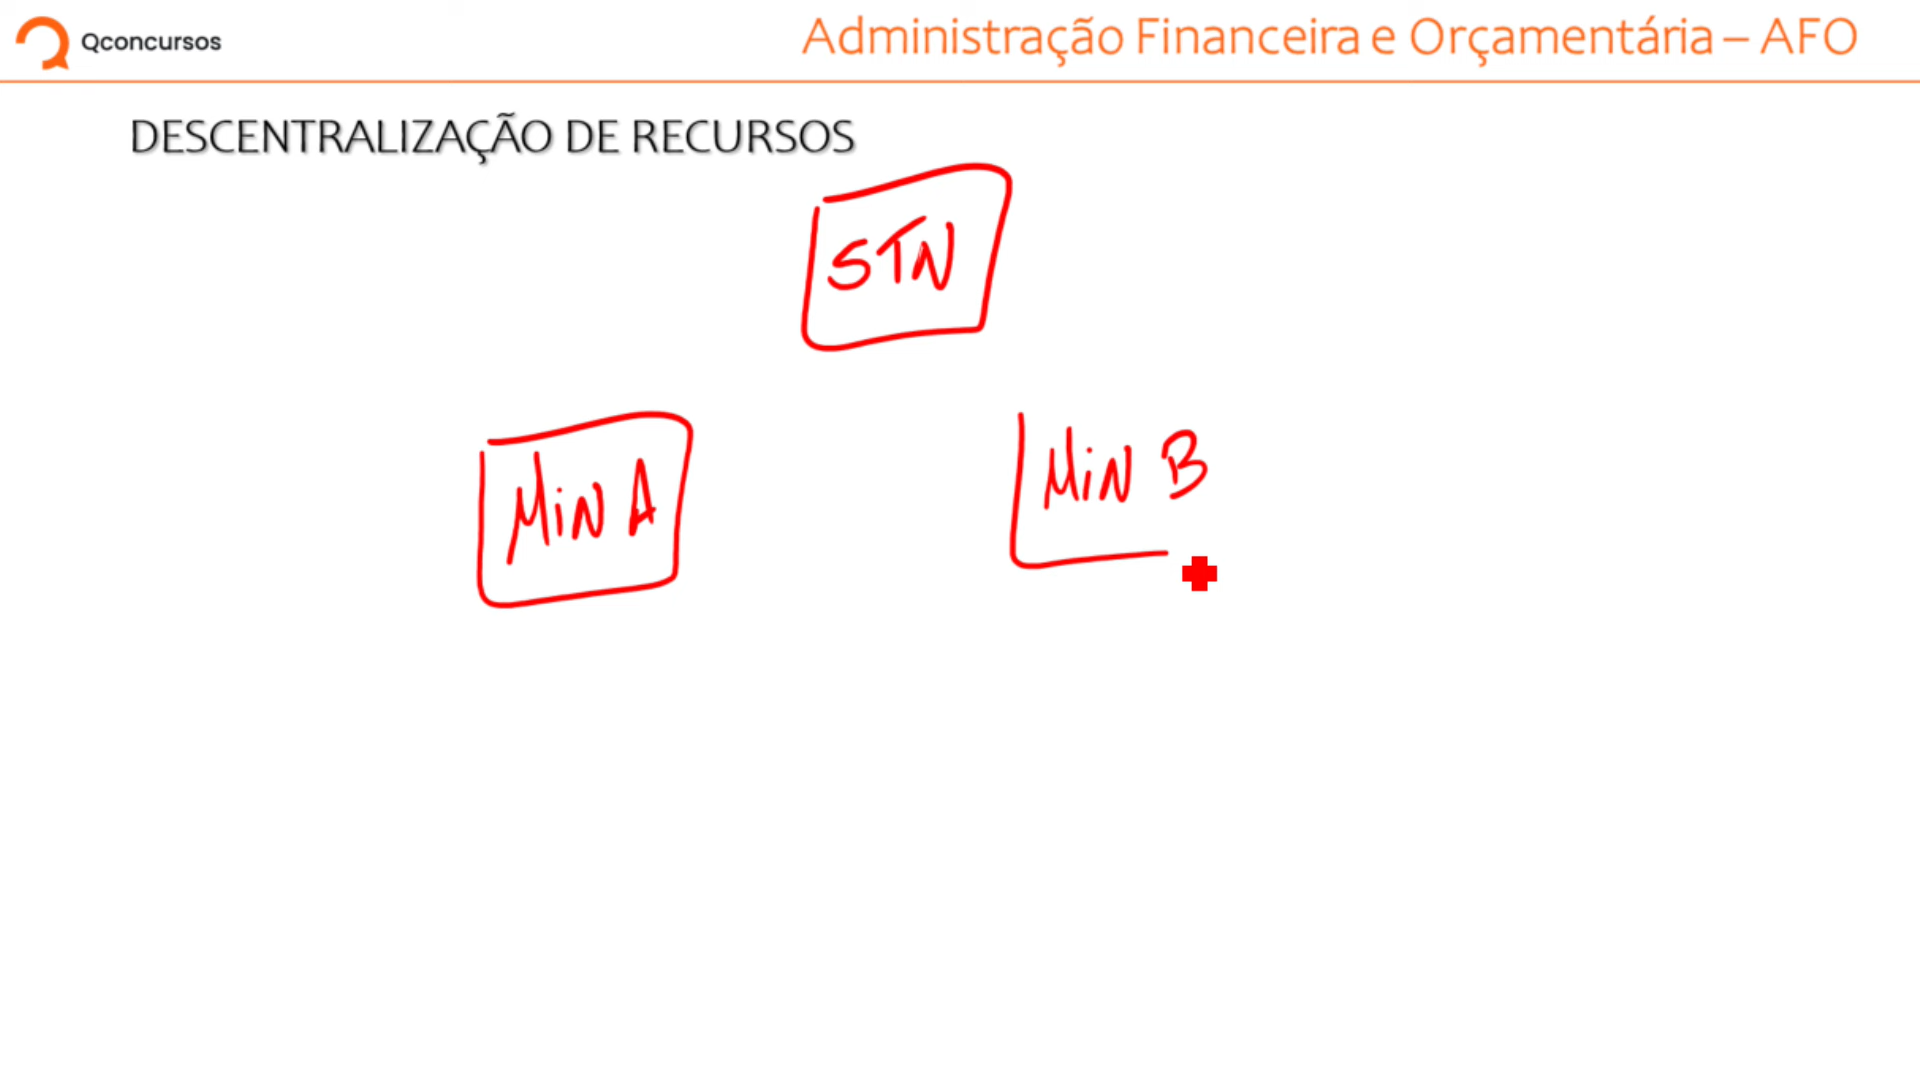 Qconcursos
Administração Financeira e Orçamentária – AFO
DESCENTRALIZAÇÃO DE RECURSOS
STN
MiN A
MiN B